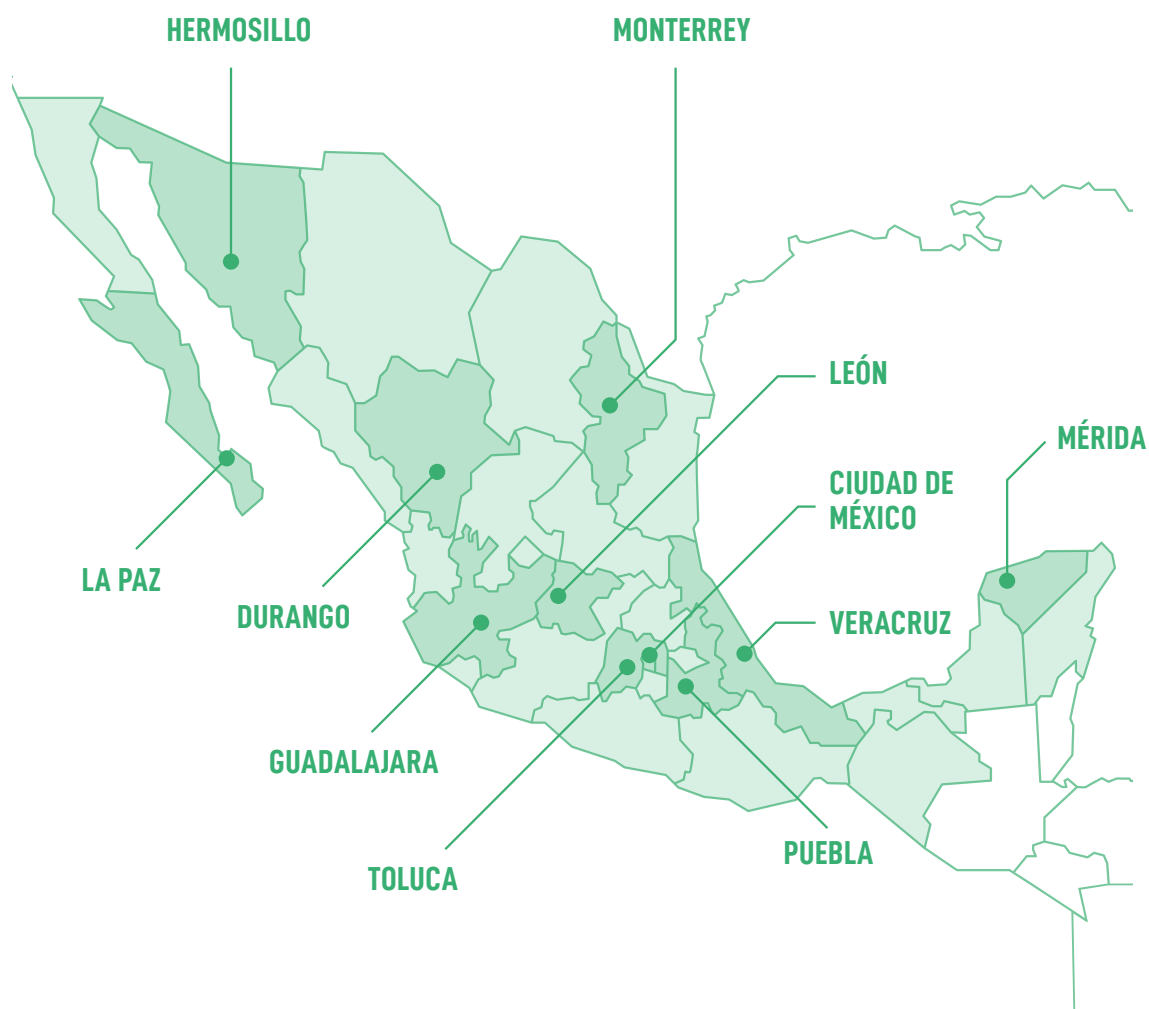 HERMOSILLO
MONTERREY
LEÓN
MÉRIDA
CIUDAD DE
MÉXICO
LA PAZ
DURANGO
VERACRUZ
GUADALAJARA
PUEBLA
TOLUCA